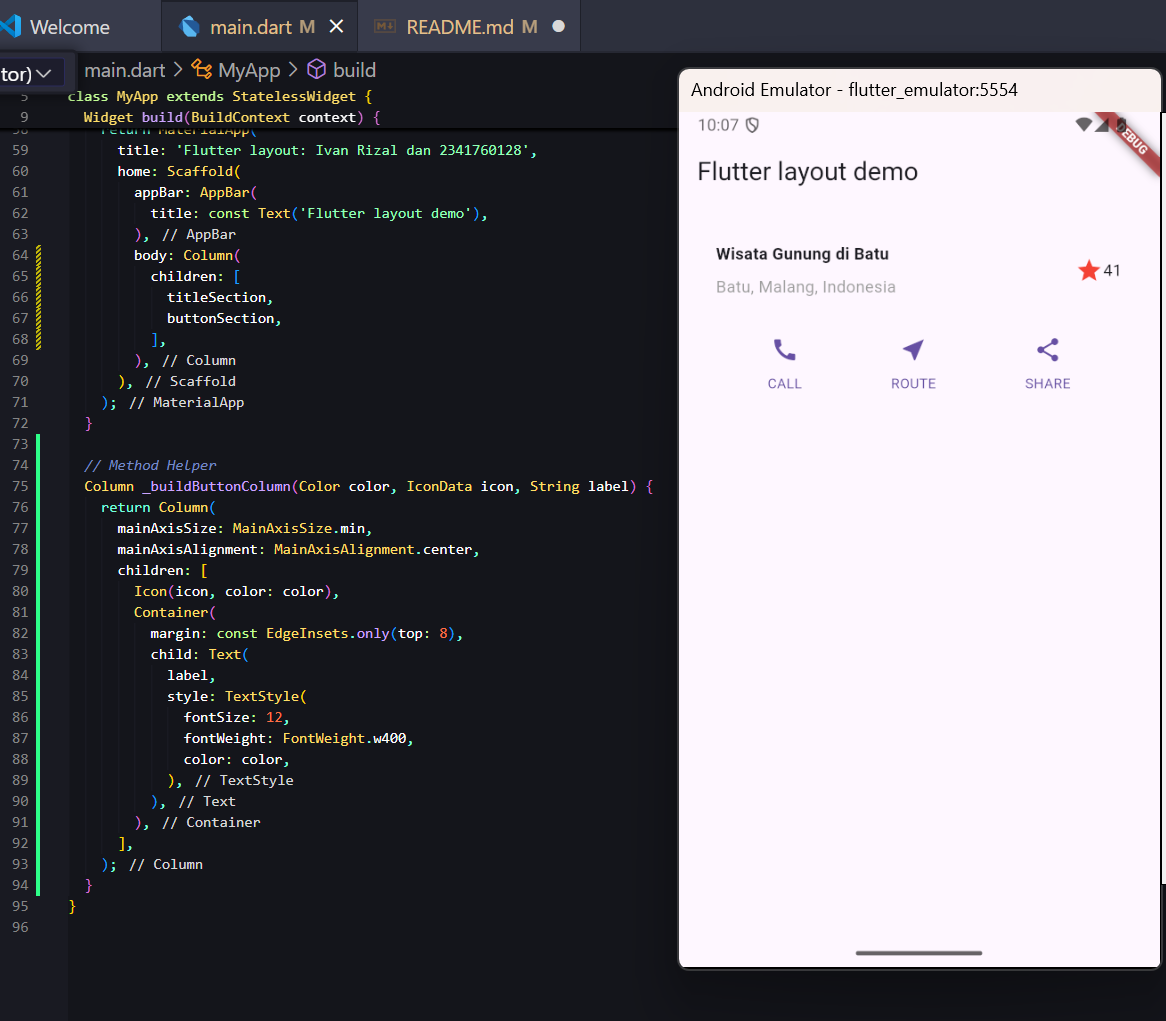 Welcome
main.dart M
README.md M
tor)
main.dart > MyApp > build
5 class MyApp extends StatelessWidget {
9 Widget build(BuildContext context) {
58 return MaterialApp(
59 title: 'Flutter layout: Ivan Rizal dan 2341760128',
60 home: Scaffold(
61 appBar: AppBar(
62 title: const Text('Flutter layout demo'),
63 ), // AppBar
64 body: Column(
65 children: [
66 titleSection,
67 buttonSection,
68 ],
69 ), // Column
70 ), // Scaffold
71 ); // MaterialApp
72 }
73
74 // Method Helper
75 Column _buildButtonColumn(Color color, IconData icon, String label) {
76 return Column(
77 mainAxisSize: MainAxisSize.min,
78 mainAxisAlignment: MainAxisAlignment.center,
79 children: [
80 Icon(icon, color: color),
81 Container(
82 margin: const EdgeInsets.only(top: 8),
83 child: Text(
84 label,
85 style: TextStyle(
86 fontSize: 12,
87 fontWeight: FontWeight.w400,
88 color: color,
89 ), // TextStyle
90 ), // Text
91 ), // Container
92 ],
93 ); // Column
94 }
95 }
96
Android Emulator - flutter_emulator:5554
10:07
DEBUG
Flutter layout demo
Wisata Gunung di Batu
Batu, Malang, Indonesia
41
CALL
ROUTE
SHARE